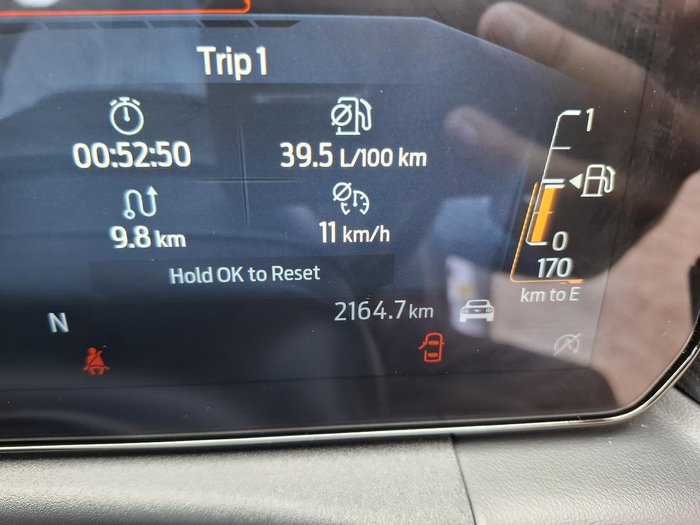 Trip 1
00:52:50
39.5 L/100 km
9.8 km
11 km/h
Hold OK to Reset
1
0
170
km to E
2164.7 km
N